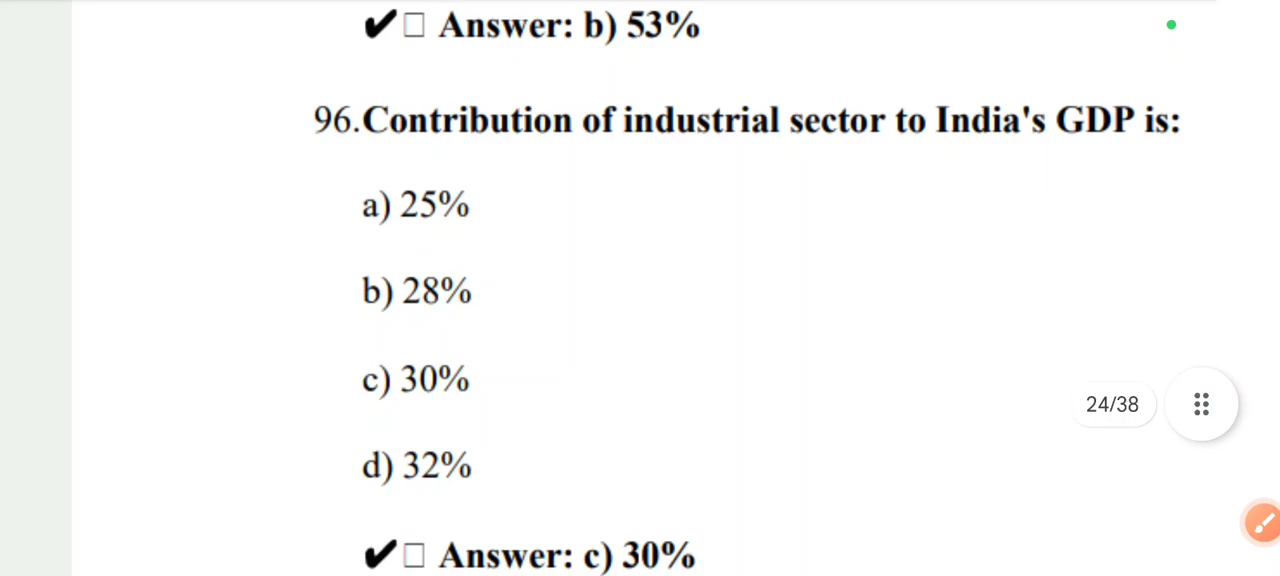 ✔□ Answer: b) 53%
96.Contribution of industrial sector to India's GDP is:
a) 25%
b) 28%
c) 30%
24/38
d) 32%
✔□ Answer: c) 30%